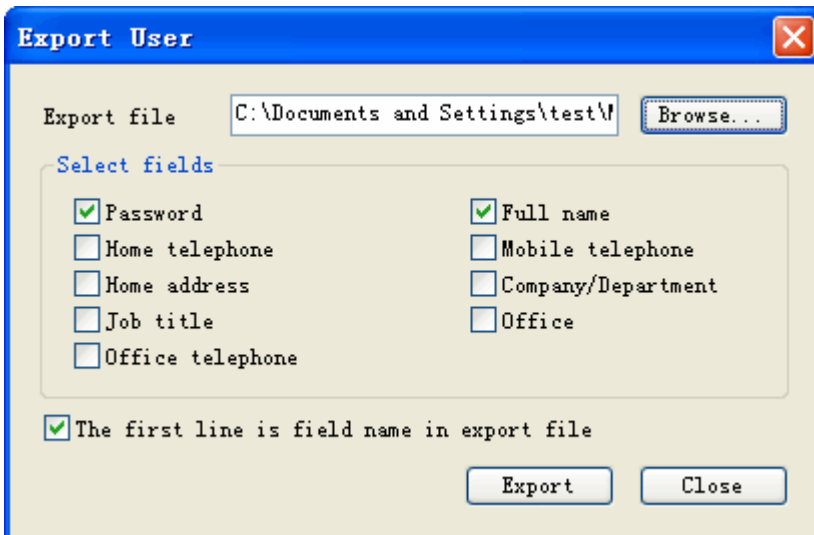 Export User
Export file C:\Documents and Settings\test\ Browse...
Select fields
Password Full name
Home telephone Mobile telephone
Home address Company/Department
Job title Office
Office telephone
The first line is field name in export file
Export Close